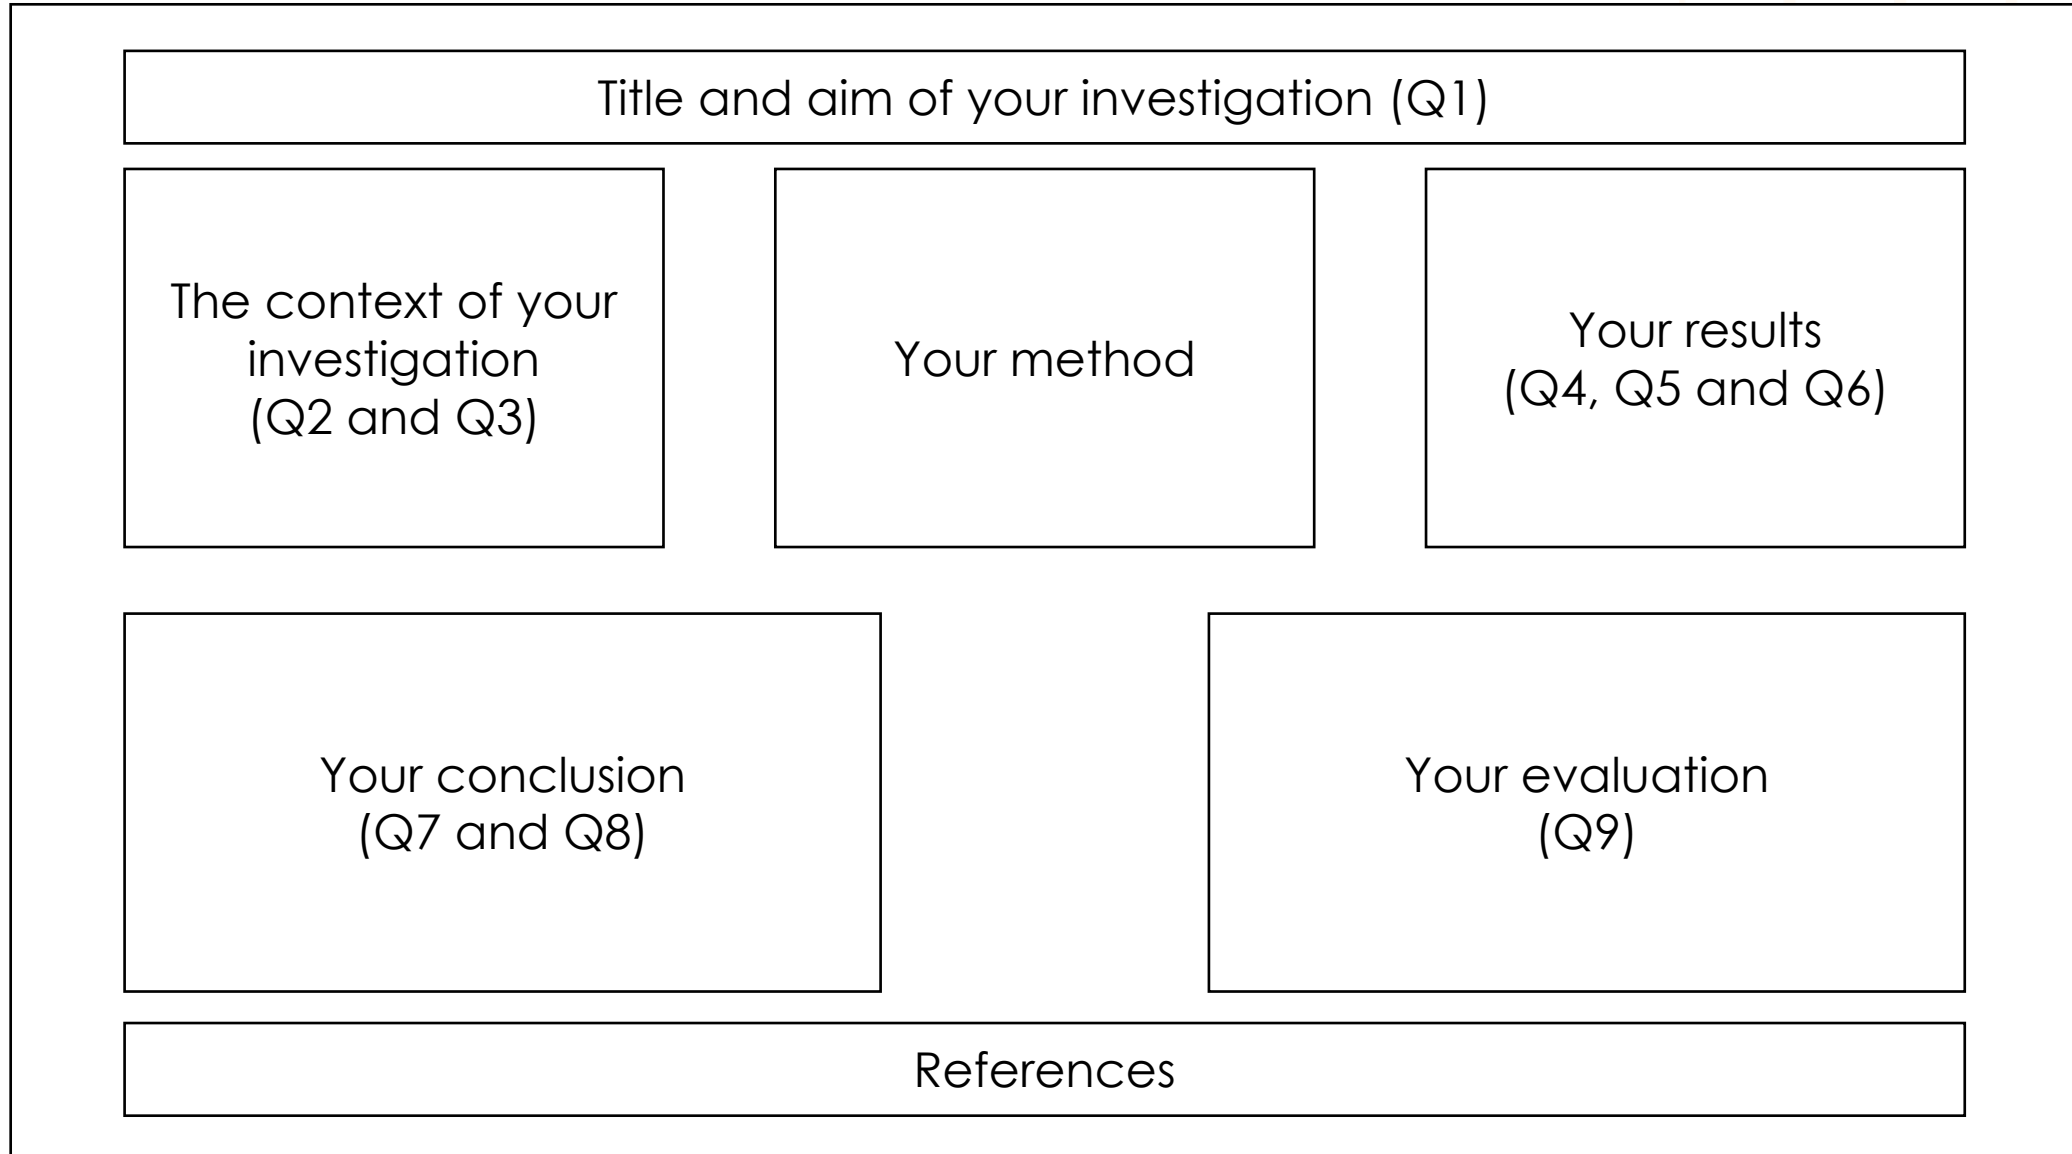 Title and aim of your investigation (Q1)
The context of your
investigation
(Q2 and Q3)
Your method
Your results
(Q4, Q5 and Q6)
Your conclusion
(Q7 and Q8)
Your evaluation
(Q9)
References